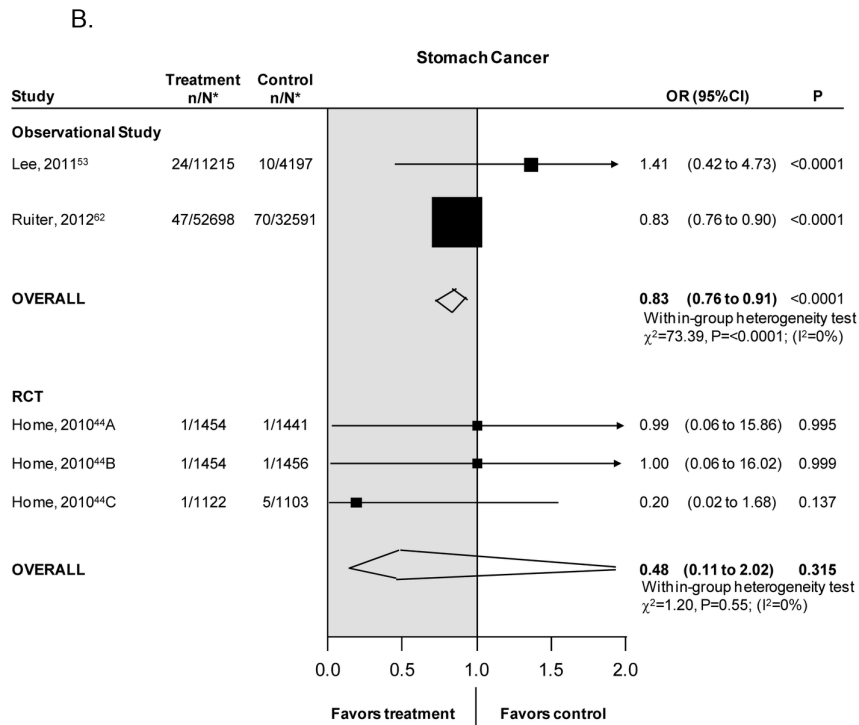 B.
Stomach Cancer
Treatment Control
Study n/N* n/N* OR (95%CI) P
Observational Study
Lee, 2011⁵³ 24/11215 10/4197 1.41 (0.42 to 4.73) <0.0001
Ruiter, 2012⁶² 47/52698 70/32591 0.83 (0.76 to 0.90) <0.0001
OVERALL 0.83 (0.76 to 0.91) <0.0001
Within-group heterogeneity test
χ²=73.39, P=<0.0001; (I²=0%)
RCT
Home, 2010⁴⁴A 1/1454 1/1441 0.99 (0.06 to 15.86) 0.995
Home, 2010⁴⁴B 1/1454 1/1456 1.00 (0.06 to 16.02) 0.999
Home, 2010⁴⁴C 1/1122 5/1103 0.20 (0.02 to 1.68) 0.137
OVERALL 0.48 (0.11 to 2.02) 0.315
Within-group heterogeneity test
χ²=1.20, P=0.55; (I²=0%)
0.0 0.5 1.0 1.5 2.0
Favors treatment Favors control